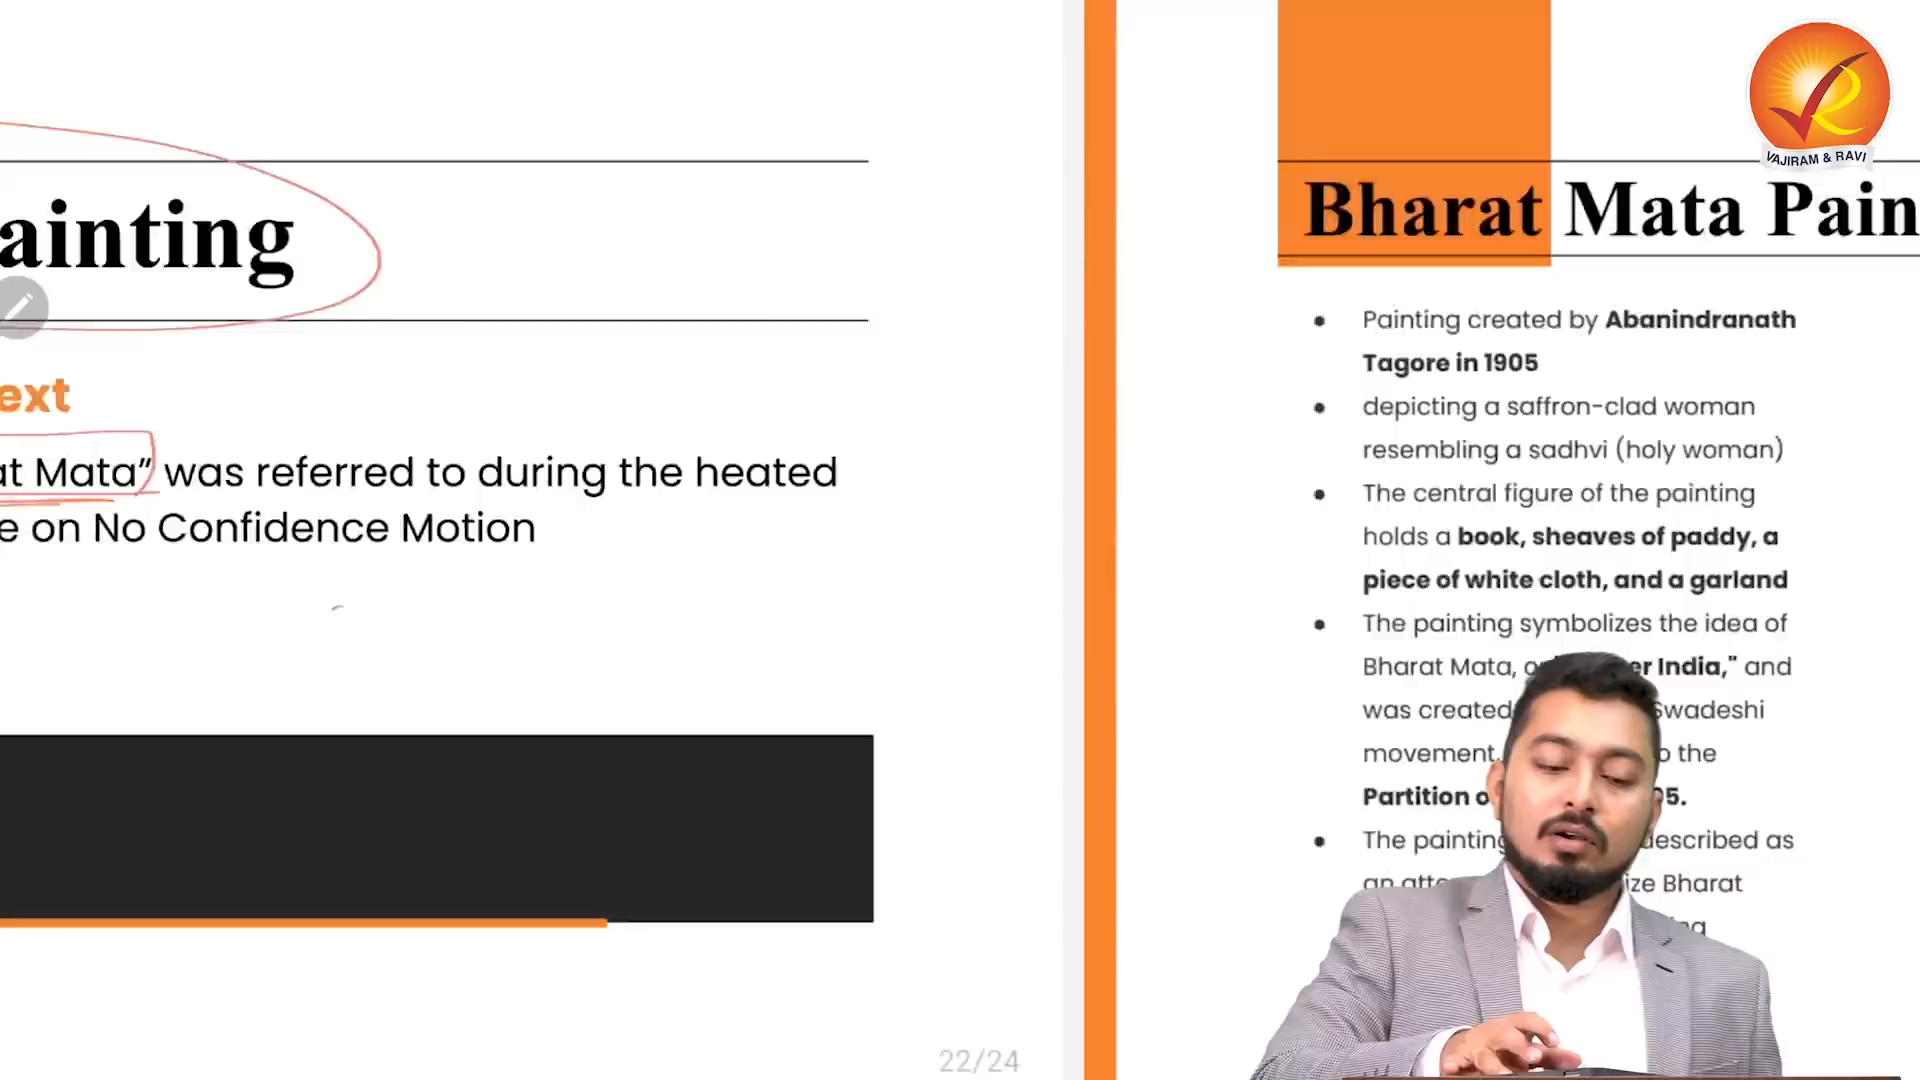 ainting
ext
at Mata” was referred to during the heated
e on No Confidence Motion
22/24
VAJIRAM & RAVI
Bharat Mata Pain
• Painting created by Abanindranath
Tagore in 1905
• depicting a saffron-clad woman
resembling a sadhvi (holy woman)
• The central figure of the painting
holds a book, sheaves of paddy, a
piece of white cloth, and a garland
• The painting symbolizes the idea of
Bharat Mata, er India," and
was created Swadeshi
movement, the
Partition 05.
• The painting described as
an ize Bharat